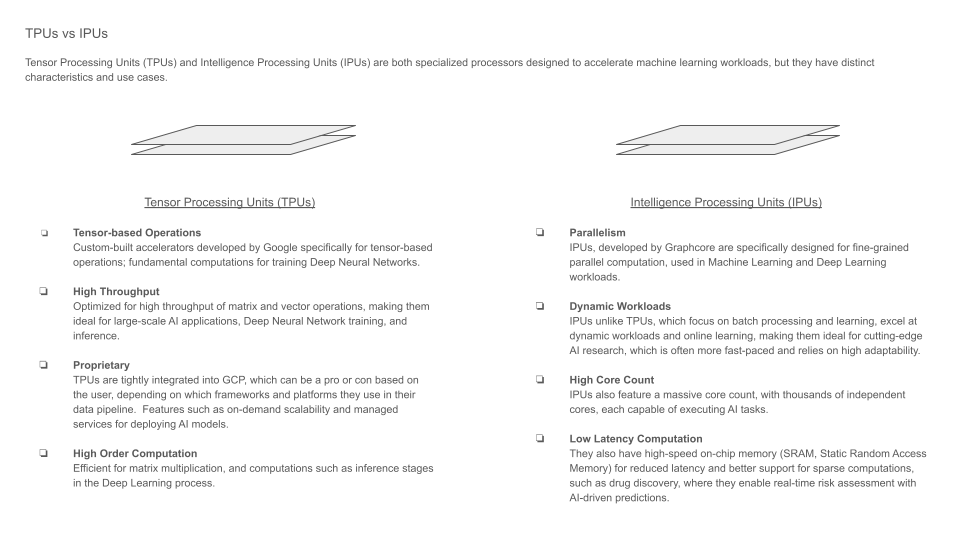 TPUs vs IPUs
Tensor Processing Units (TPUs) and Intelligence Processing Units (IPUs) are both specialized processors designed to accelerate machine learning workloads, but they have distinct
characteristics and use cases.
Tensor Processing Units (TPUs)
❏ Tensor-based Operations
Custom-built accelerators developed by Google specifically for tensor-based
operations; fundamental computations for training Deep Neural Networks.
❏ High Throughput
Optimized for high throughput of matrix and vector operations, making them
ideal for large-scale AI applications, Deep Neural Network training, and
inference.
❏ Proprietary
TPUs are tightly integrated into GCP, which can be a pro or con based on
the user, depending on which frameworks and platforms they use in their
data pipeline.  Features such as on-demand scalability and managed
services for deploying AI models.
❏ High Order Computation
Efficient for matrix multiplication, and computations such as inference stages
in the Deep Learning process.
Intelligence Processing Units (IPUs)
❏ Parallelism
IPUs, developed by Graphcore are specifically designed for fine-grained
parallel computation, used in Machine Learning and Deep Learning
workloads.
❏ Dynamic Workloads
IPUs unlike TPUs, which focus on batch processing and learning, excel at
dynamic workloads and online learning, making them ideal for cutting-edge
AI research, which is often more fast-paced and relies on high adaptability.
❏ High Core Count
IPUs also feature a massive core count, with thousands of independent
cores, each capable of executing AI tasks.
❏ Low Latency Computation
They also have high-speed on-chip memory (SRAM, Static Random Access
Memory) for reduced latency and better support for sparse computations,
such as drug discovery, where they enable real-time risk assessment with
AI-driven predictions.